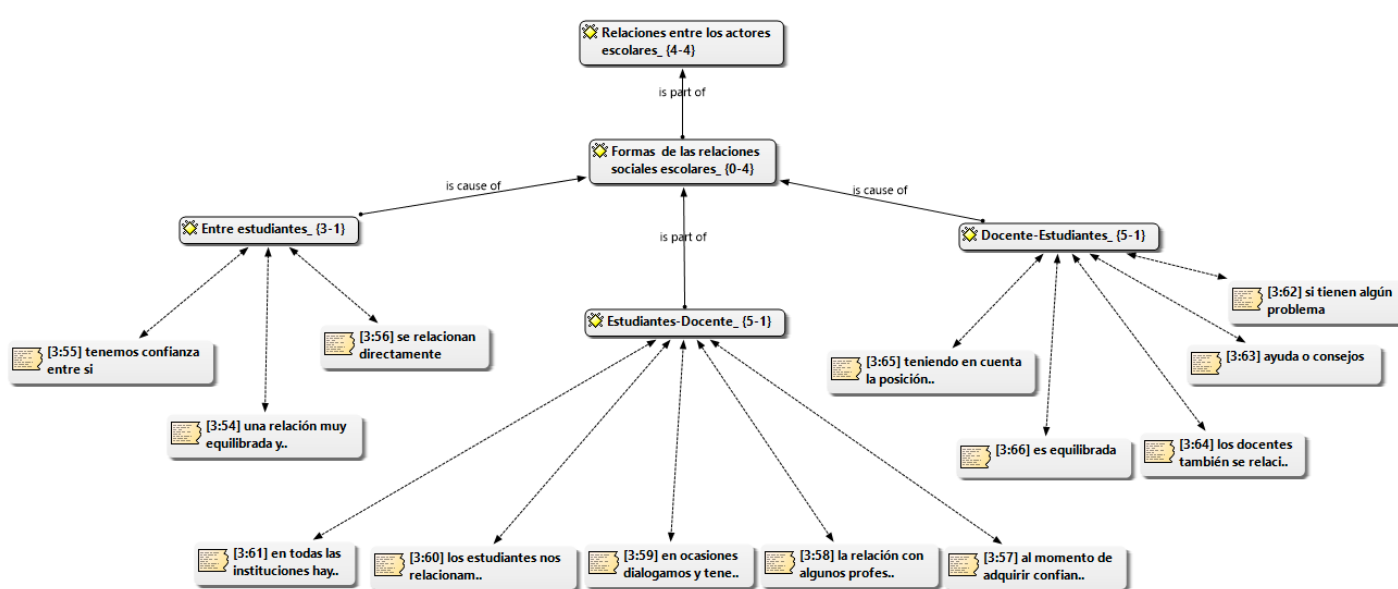 Relaciones entre los actores
escolares_ {4-4}
is part of
Formas de las relaciones
sociales escolares_ {0-4}
is cause of
is part of
is cause of
Entre estudiantes_ {3-1}
Docente-Estudiantes_ {5-1}
Estudiantes-Docente_ {5-1}
[3:55] tenemos confianza
entre si
[3:56] se relacionan
directamente
[3:54] una relación muy
equilibrada y..
[3:62] si tienen algún
problema
[3:65] teniendo en cuenta
la posición..
[3:63] ayuda o consejos
[3:66] es equilibrada
[3:64] los docentes
también se relaci..
[3:61] en todas las
instituciones hay..
[3:60] los estudiantes nos
relacionam..
[3:59] en ocasiones
dialogamos y tene..
[3:58] la relación con
algunos profes..
[3:57] al momento de
adquirir confian..